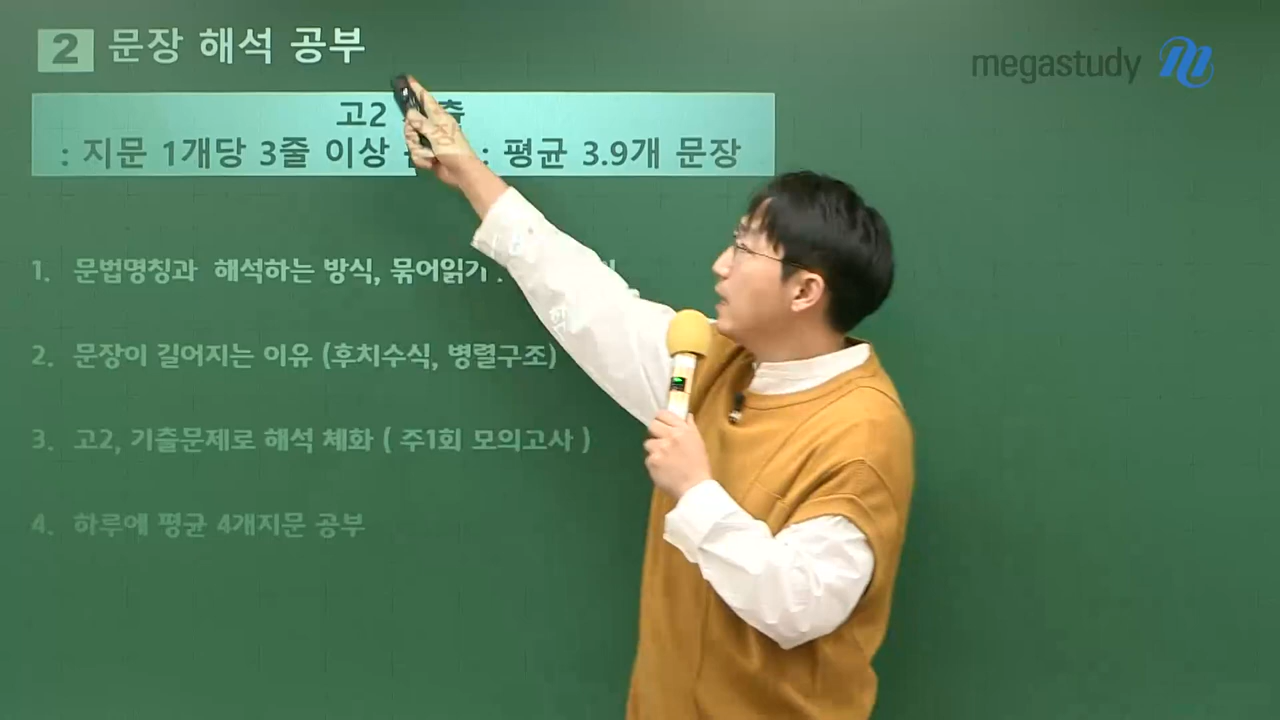 2 문장 해석 공부
megastudy
고2
: 지문 1개당 3줄 이상 : 평균 3.9개 문장
1. 문법명칭과 해석하는 방식, 묶어읽기 :
2. 문장이 길어지는 이유 (후치수식, 병렬구조)
3. 고2, 기출문제로 해석 체화 ( 주1회 모의고사 )
4. 하루에 평균 4개지문 공부